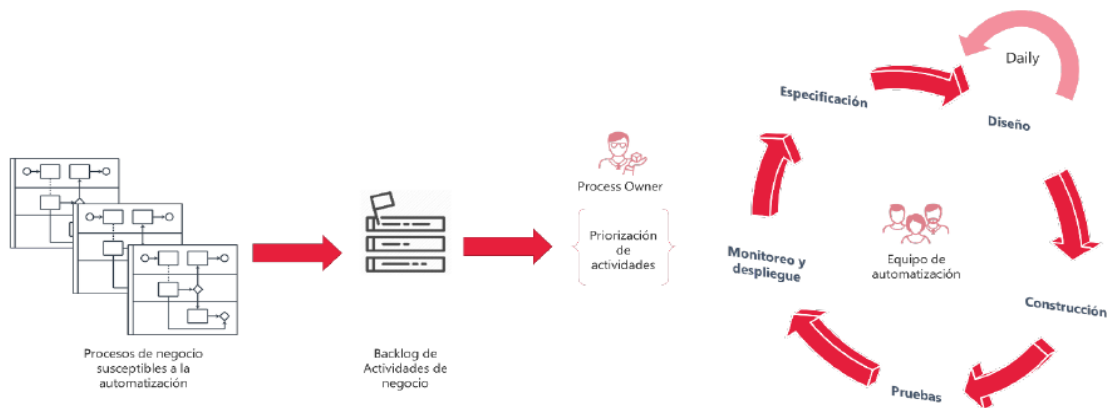 Procesos de negocio
susceptibles a la
automatización
Backlog de
Actividades de
negocio
Process Owner
Priorización
de
actividades
Daily
Especificación
Diseño
Construcción
Pruebas
Monitoreo y
despliegue
Equipo de
automatización